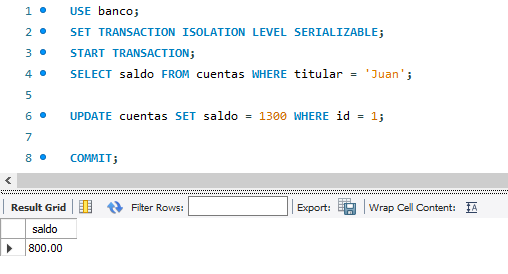 1 USE banco;
2 SET TRANSACTION ISOLATION LEVEL SERIALIZABLE;
3 START TRANSACTION;
4 SELECT saldo FROM cuentas WHERE titular = 'Juan';
5
6 UPDATE cuentas SET saldo = 1300 WHERE id = 1;
7
8 COMMIT;
Result Grid Filter Rows: Export: Wrap Cell Content:
saldo
800.00